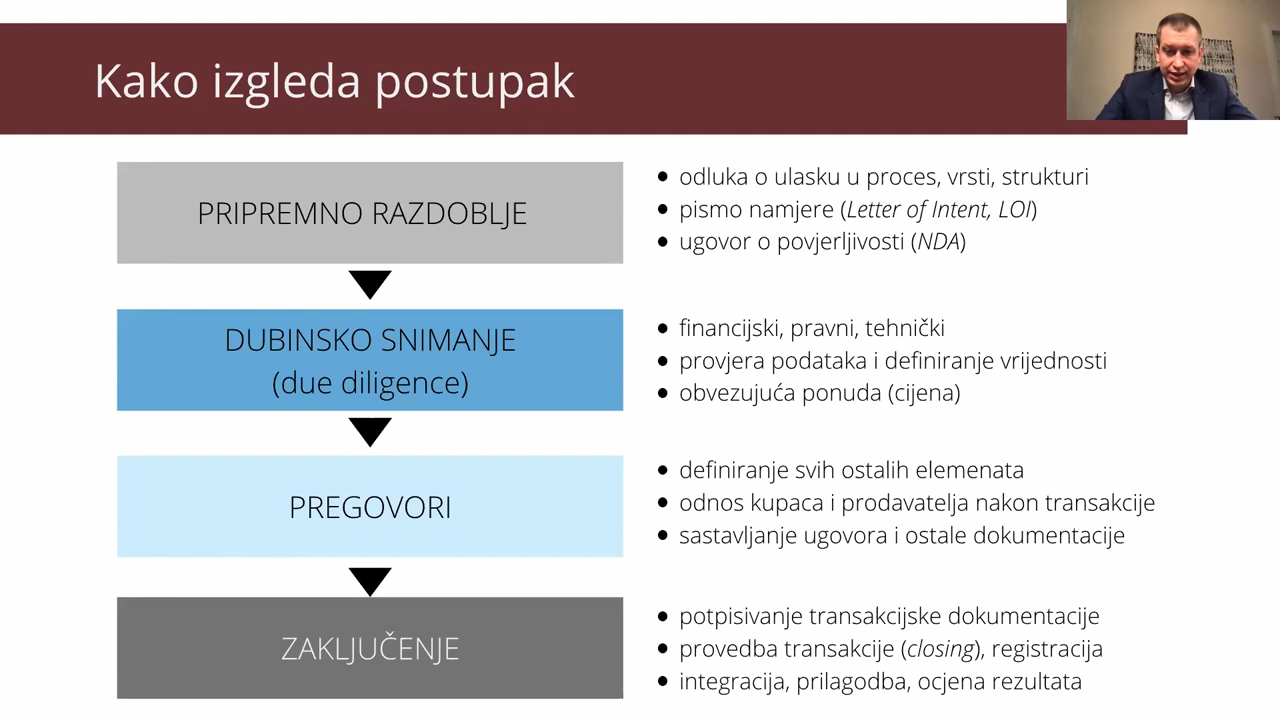 Kako izgleda postupak
PRIPREMNO RAZDOBLJE
• odluka o ulasku u proces, vrsti, strukturi
• pismo namjere (Letter of Intent, LOI)
• ugovor o povjerljivosti (NDA)
DUBINSKO SNIMANJE
(due diligence)
• financijski, pravni, tehnički
• provjera podataka i definiranje vrijednosti
• obvezujuća ponuda (cijena)
PREGOVORI
• definiranje svih ostalih elemenata
• odnos kupaca i prodavatelja nakon transakcije
• sastavljanje ugovora i ostale dokumentacije
ZAKLJUČENJE
• potpisivanje transakcijske dokumentacije
• provedba transakcije (closing), registracija
• integracija, prilagodba, ocjena rezultata